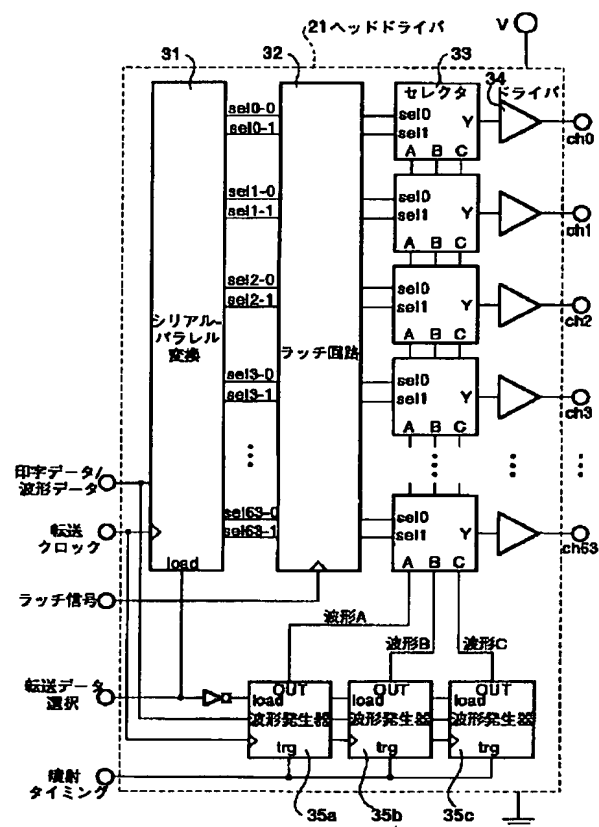 21ヘッドドライバ
V
31
32
33
34
セレクタ
ドライバ
sel0-0
sel0-1
sel0
sel1
Y
A B C
ch0
sel1-0
sel1-1
sel0
sel1
Y
A B C
ch1
sel2-0
sel2-1
sel0
sel1
Y
A B C
ch2
シリアル-
パラレル
変換
ラッチ回路
sel3-0
sel3-1
sel0
sel1
Y
A B C
ch3
印字データ/
波形データ
sel63-0
sel63-1
sel0
sel1
Y
A B C
ch63
転送
クロック
load
ラッチ信号
波形A
波形B
波形C
転送データ
選択
OUT
load
波形発生器
trg
OUT
load
波形発生器
trg
OUT
load
波形発生器
trg
噴射
タイミング
35a
35b
35c